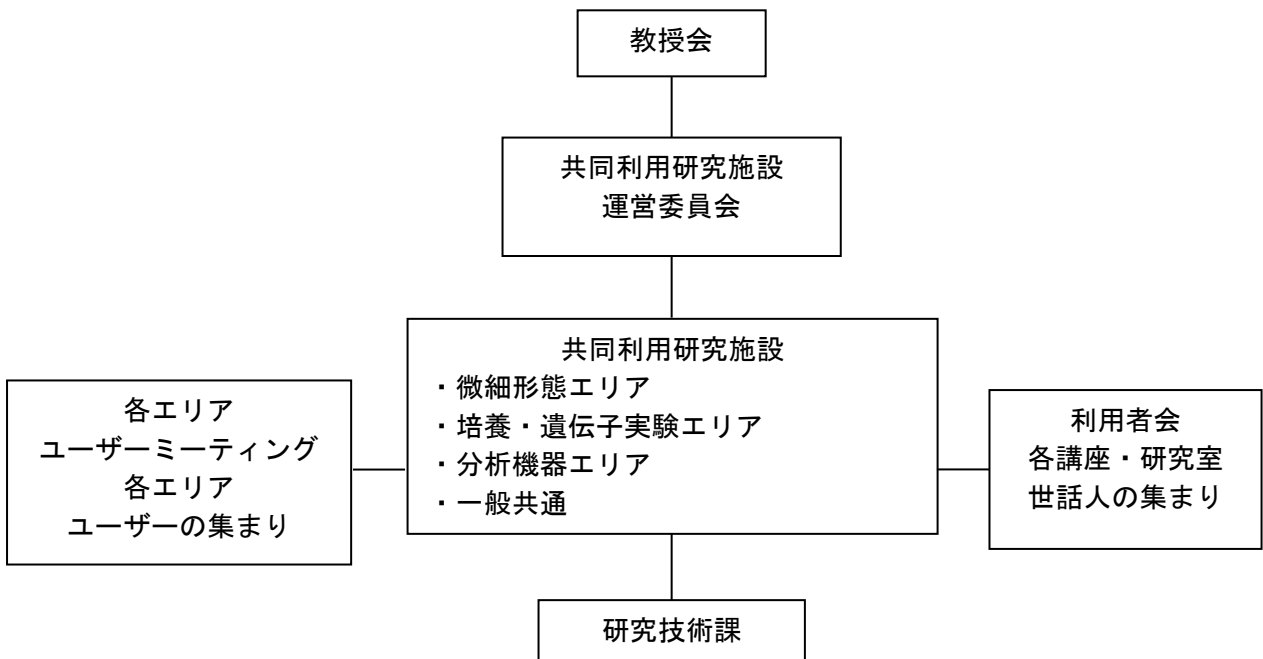 教授会
共同利用研究施設
運営委員会
共同利用研究施設
・微細形態エリア
・培養・遺伝子実験エリア
・分析機器エリア
・一般共通
各エリア
ユーザーミーティング
各エリア
ユーザーの集まり
利用者会
各講座・研究室
世話人の集まり
研究技術課